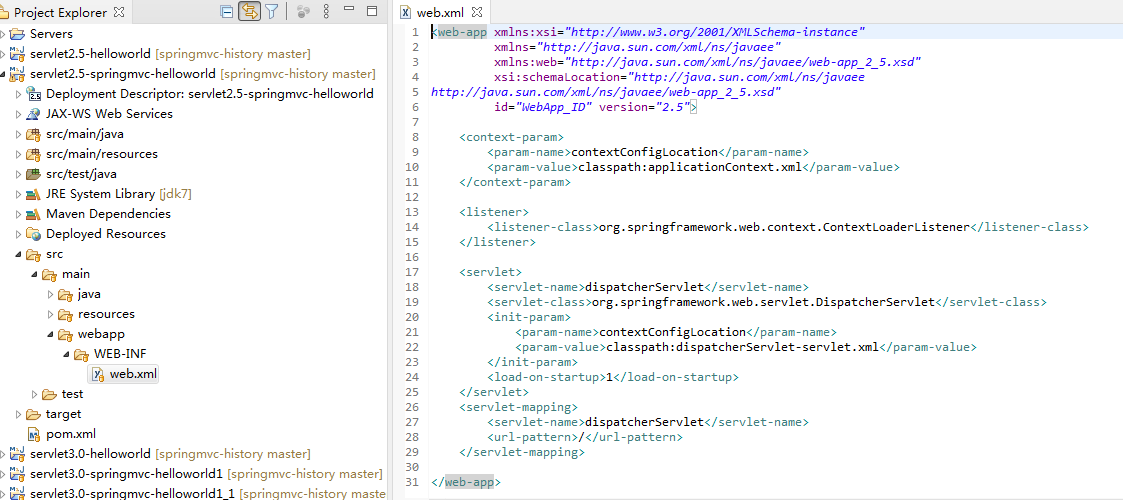 Project Explorer
Servers
servlet2.5-helloworld [springmvc-history master]
servlet2.5-springmvc-helloworld [springmvc-history master]
Deployment Descriptor: servlet2.5-springmvc-helloworld
JAX-WS Web Services
src/main/java
src/main/resources
src/test/java
JRE System Library [jdk7]
Maven Dependencies
Deployed Resources
src
main
java
resources
webapp
WEB-INF
web.xml
test
target
pom.xml
servlet3.0-helloworld [springmvc-history master]
servlet3.0-springmvc-helloworld1 [springmvc-history master]
servlet3.0-springmvc-helloworld1_1 [springmvc-history maste
web.xml
1 <web-app xmlns:xsi="http://www.w3.org/2001/XMLSchema-instance"
2 xmlns="http://java.sun.com/xml/ns/javaee"
3 xmlns:web="http://java.sun.com/xml/ns/javaee/web-app_2_5.xsd"
4 xsi:schemaLocation="http://java.sun.com/xml/ns/javaee
5 http://java.sun.com/xml/ns/javaee/web-app_2_5.xsd"
6 id="WebApp_ID" version="2.5">
7
8 <context-param>
9 <param-name>contextConfigLocation</param-name>
10 <param-value>classpath:applicationContext.xml</param-value>
11 </context-param>
12
13 <listener>
14 <listener-class>org.springframework.web.context.ContextLoaderListener</listener-class>
15 </listener>
16
17 <servlet>
18 <servlet-name>dispatcherServlet</servlet-name>
19 <servlet-class>org.springframework.web.servlet.DispatcherServlet</servlet-class>
20 <init-param>
21 <param-name>contextConfigLocation</param-name>
22 <param-value>classpath:dispatcherServlet-servlet.xml</param-value>
23 </init-param>
24 <load-on-startup>1</load-on-startup>
25 </servlet>
26 <servlet-mapping>
27 <servlet-name>dispatcherServlet</servlet-name>
28 <url-pattern>/</url-pattern>
29 </servlet-mapping>
30
31 </web-app>